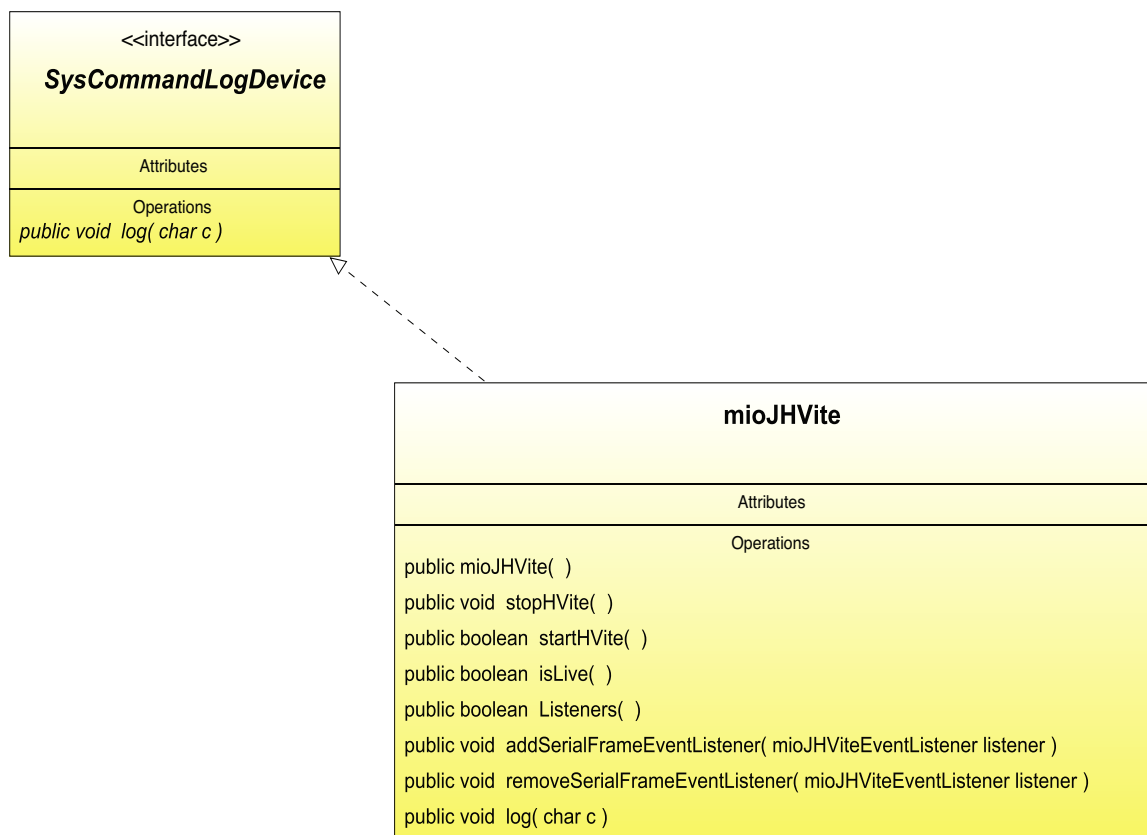 <<interface>>
SysCommandLogDevice
Attributes
Operations
public void log( char c )
mioJHVite
Attributes
Operations
public mioJHVite( )
public void stopHVite( )
public boolean startHVite( )
public boolean isLive( )
public boolean Listeners( )
public void addSerialFrameEventListener( mioJHViteEventListener listener )
public void removeSerialFrameEventListener( mioJHViteEventListener listener )
public void log( char c )